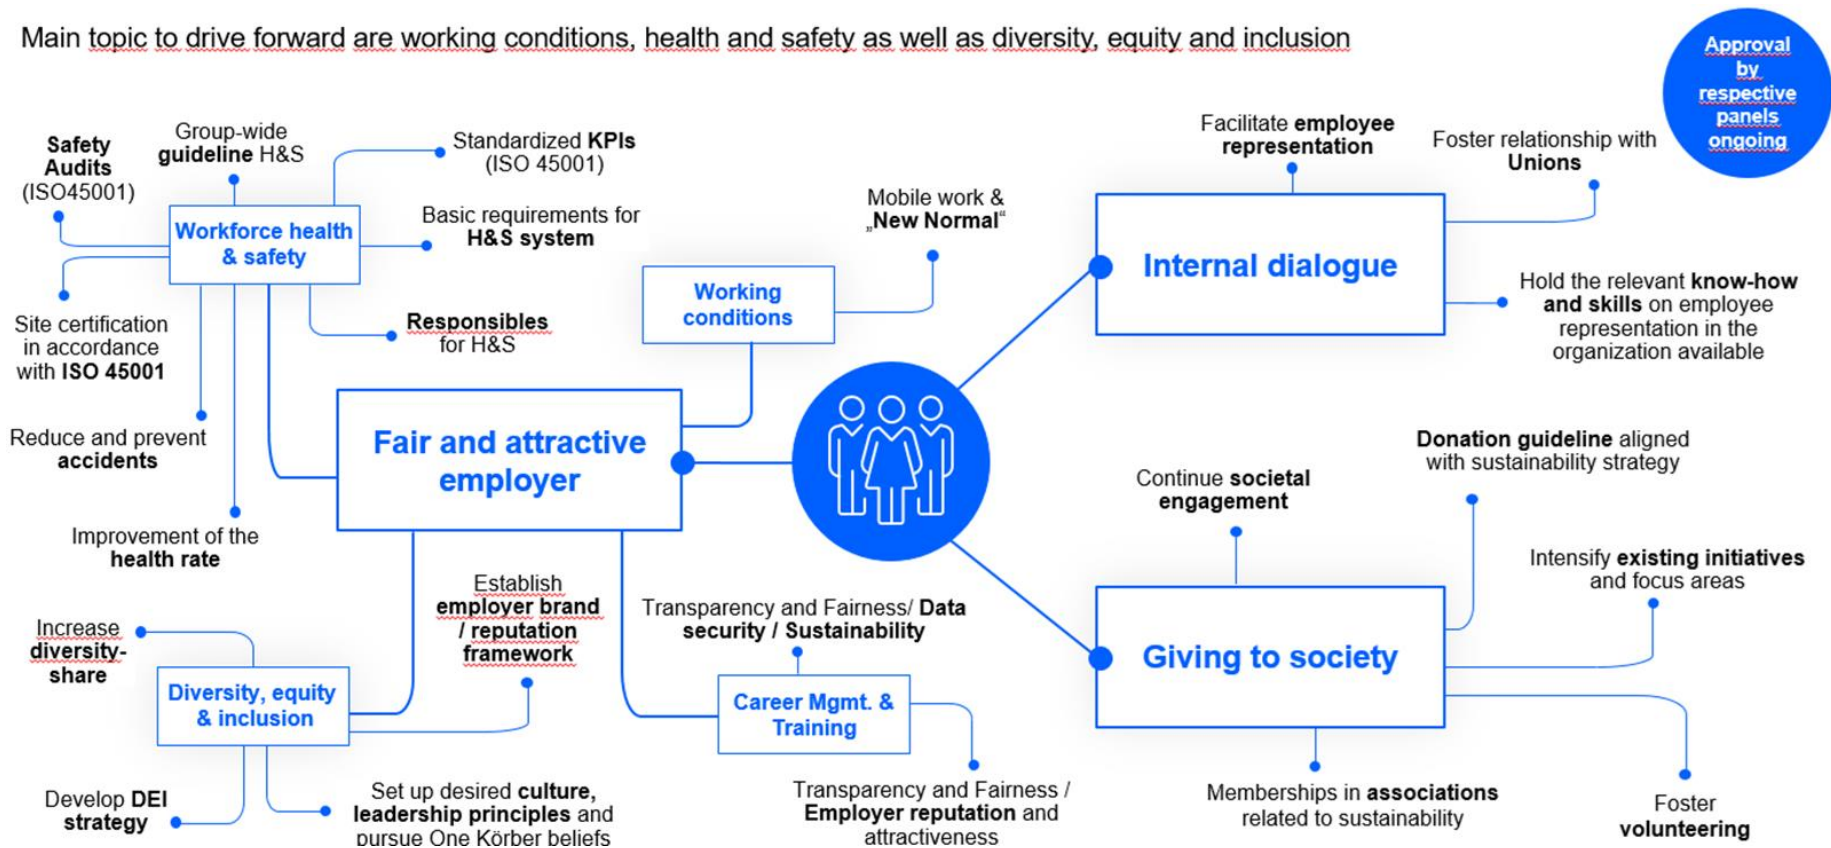 Main topic to drive forward are working conditions, health and safety as well as diversity, equity and inclusion
Approval
by
respective
panels
ongoing
Safety
Audits
(ISO45001)
Group-wide
guideline H&S
Standardized KPIs
(ISO 45001)
Workforce health
& safety
Basic requirements for
H&S system
Site certification
in accordance
with ISO 45001
Responsibles
for H&S
Reduce and prevent
accidents
Improvement of the
health rate
Mobile work &
„New Normal“
Working
conditions
Fair and attractive
employer
Increase
diversity-
share
Establish
employer brand
/ reputation
framework
Diversity, equity
& inclusion
Develop DEI
strategy
Set up desired culture,
leadership principles and
pursue One Körber beliefs
Transparency and Fairness/ Data
security / Sustainability
Career Mgmt. &
Training
Transparency and Fairness /
Employer reputation and
attractiveness
Facilitate employee
representation
Foster relationship with
Unions
Internal dialogue
Hold the relevant know-how
and skills on employee
representation in the
organization available
Continue societal
engagement
Donation guideline aligned
with sustainability strategy
Intensify existing initiatives
and focus areas
Giving to society
Memberships in associations
related to sustainability
Foster
volunteering